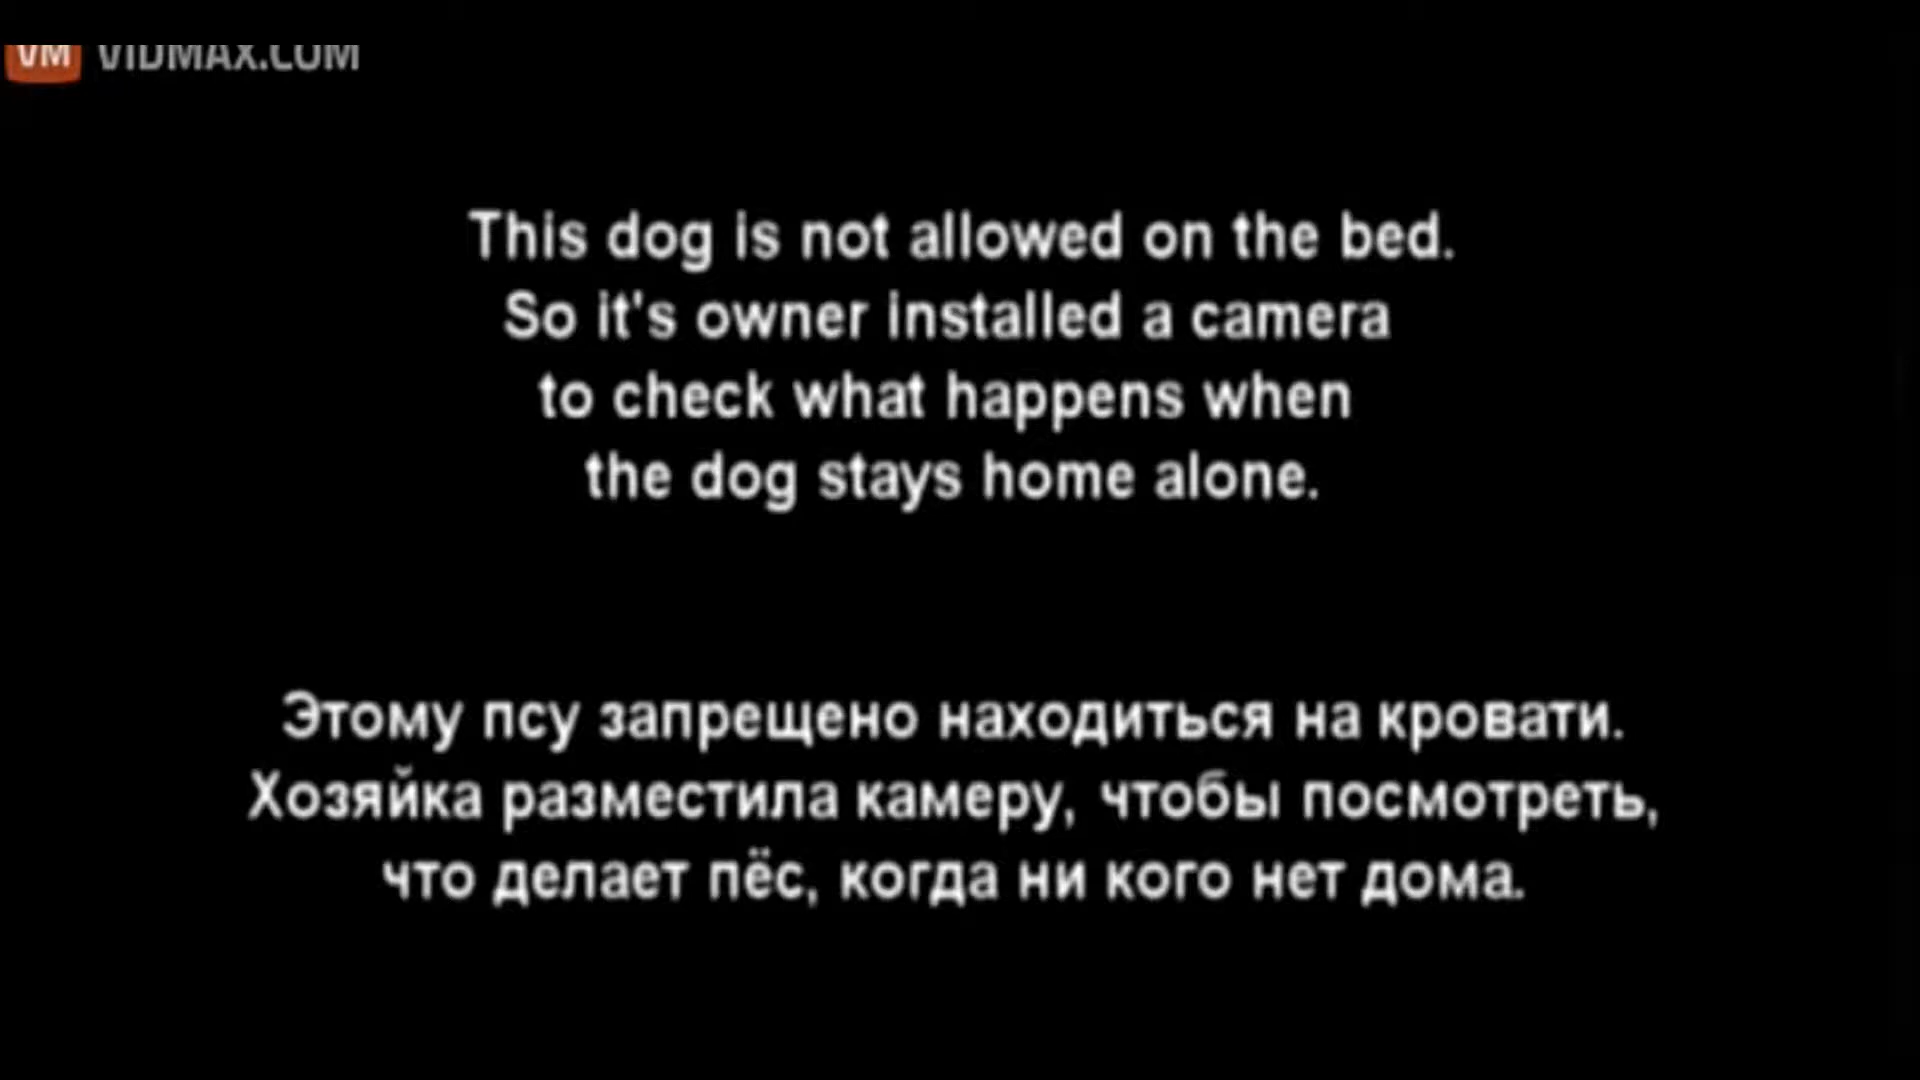 VM VIDMAX.COM
This dog is not allowed on the bed.
So it's owner installed a camera
to check what happens when
the dog stays home alone.
Этому псу запрещено находиться на кровати.
Хозяйка разместила камеру, чтобы посмотреть,
что делает пёс, когда ни кого нет дома.